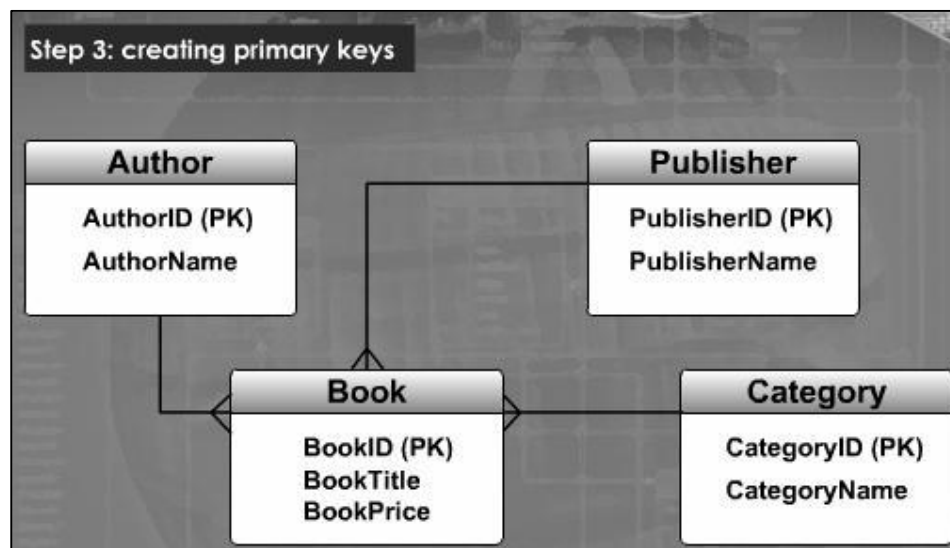 Step 3: creating primary keys
Author
AuthorID (PK)
AuthorName
Publisher
PublisherID (PK)
PublisherName
Book
BookID (PK)
BookTitle
BookPrice
Category
CategoryID (PK)
CategoryName